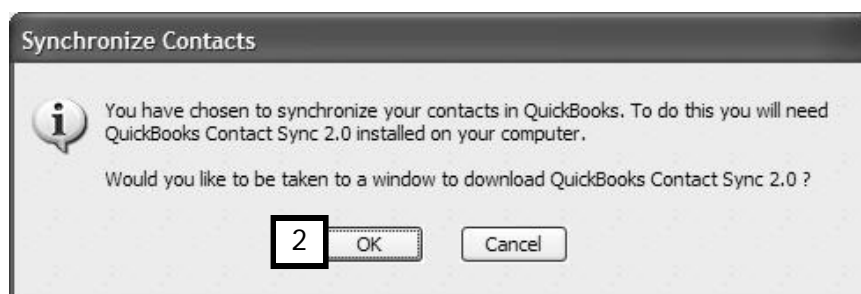 Synchronize Contacts
You have chosen to synchronize your contacts in QuickBooks. To do this you will need
QuickBooks Contact Sync 2.0 installed on your computer.
Would you like to be taken to a window to download QuickBooks Contact Sync 2.0 ?
2 OK Cancel